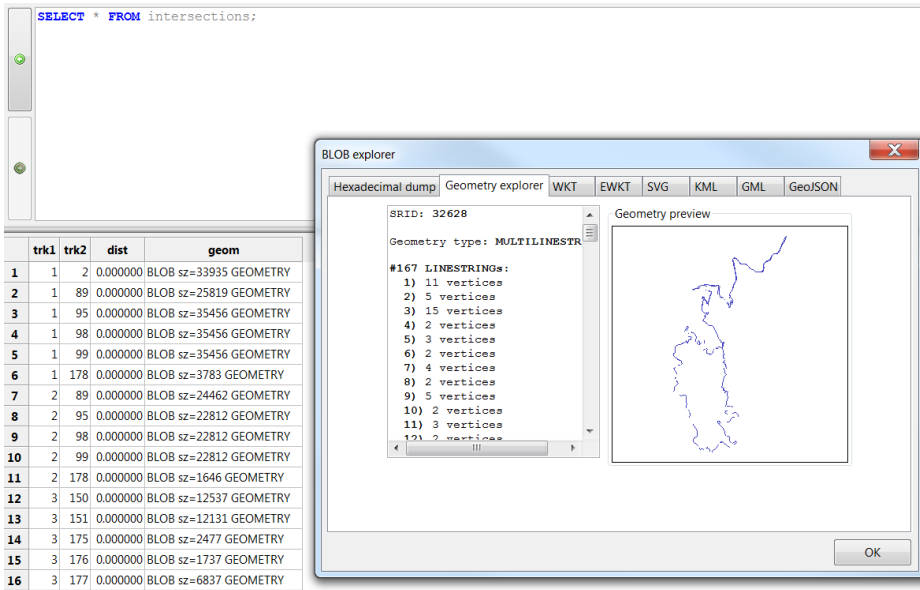 SELECT * FROM intersections;
BLOB explorer
Hexadecimal dump Geometry explorer WKT EWKT SVG KML GML GeoJSON
SRID: 32628
Geometry type: MULTILINESTR
#167 LINESTRINGs:
1) 11 vertices
2) 5 vertices
3) 15 vertices
4) 2 vertices
5) 3 vertices
6) 2 vertices
7) 4 vertices
8) 2 vertices
9) 5 vertices
10) 2 vertices
11) 3 vertices
12) 2 vertices
Geometry preview
OK
trk1 trk2 dist geom
1 1 2 0.000000 BLOB sz=33935 GEOMETRY
2 1 89 0.000000 BLOB sz=25819 GEOMETRY
3 1 95 0.000000 BLOB sz=35456 GEOMETRY
4 1 98 0.000000 BLOB sz=35456 GEOMETRY
5 1 99 0.000000 BLOB sz=35456 GEOMETRY
6 1 178 0.000000 BLOB sz=3783 GEOMETRY
7 2 89 0.000000 BLOB sz=24462 GEOMETRY
8 2 95 0.000000 BLOB sz=22812 GEOMETRY
9 2 98 0.000000 BLOB sz=22812 GEOMETRY
10 2 99 0.000000 BLOB sz=22812 GEOMETRY
11 2 178 0.000000 BLOB sz=1646 GEOMETRY
12 3 150 0.000000 BLOB sz=12537 GEOMETRY
13 3 151 0.000000 BLOB sz=12131 GEOMETRY
14 3 175 0.000000 BLOB sz=2477 GEOMETRY
15 3 176 0.000000 BLOB sz=1737 GEOMETRY
16 3 177 0.000000 BLOB sz=6837 GEOMETRY